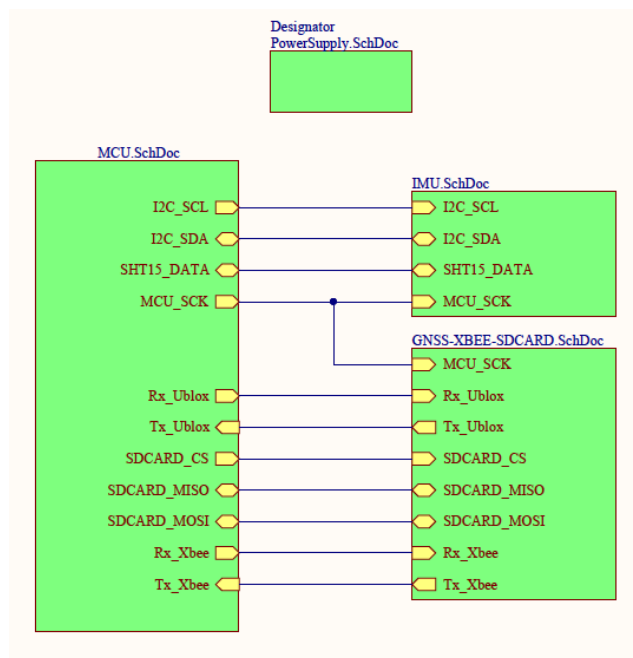 Designator
PowerSupply.SchDoc
MCU.SchDoc
I2C_SCL
I2C_SDA
SHT15_DATA
MCU_SCK
Rx_Ublox
Tx_Ublox
SDCARD_CS
SDCARD_MISO
SDCARD_MOSI
Rx_Xbee
Tx_Xbee
IMU.SchDoc
I2C_SCL
I2C_SDA
SHT15_DATA
MCU_SCK
GNSS-XBEE-SDCARD.SchDoc
MCU_SCK
Rx_Ublox
Tx_Ublox
SDCARD_CS
SDCARD_MISO
SDCARD_MOSI
Rx_Xbee
Tx_Xbee